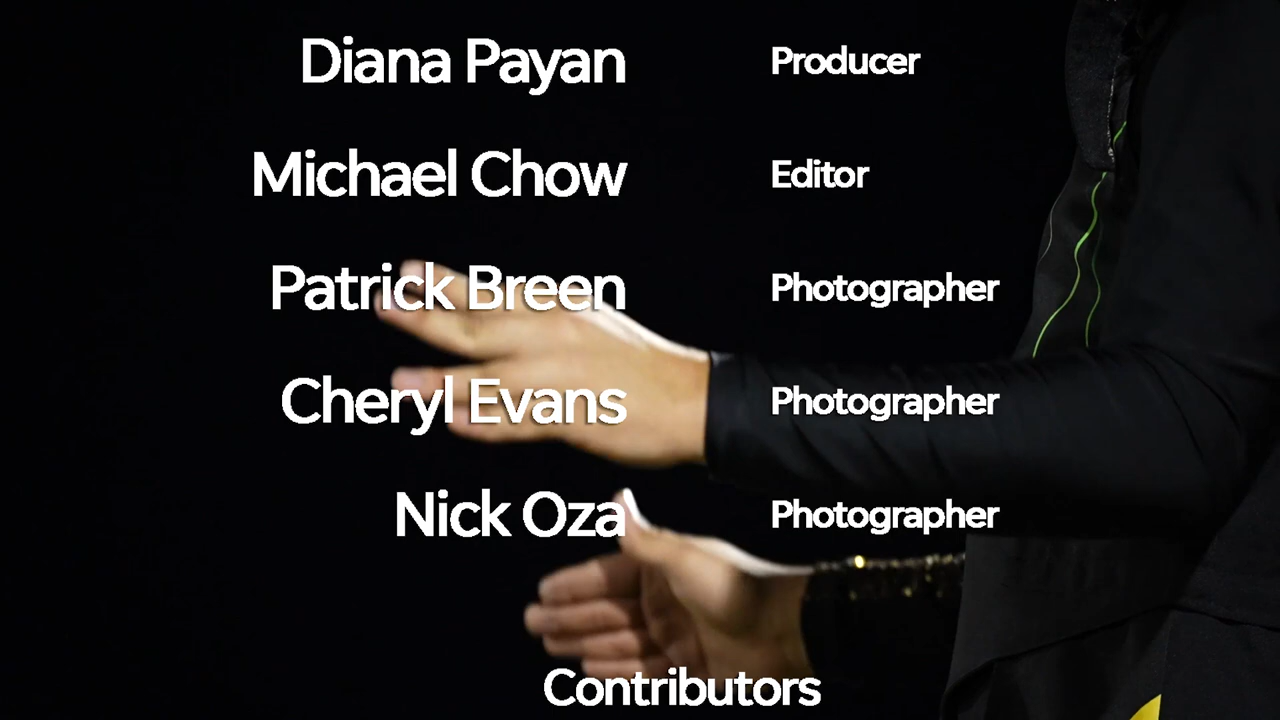 Diana Payan Producer
Michael Chow Editor
Patrick Breen Photographer
Cheryl Evans Photographer
Nick Oza Photographer
Contributors